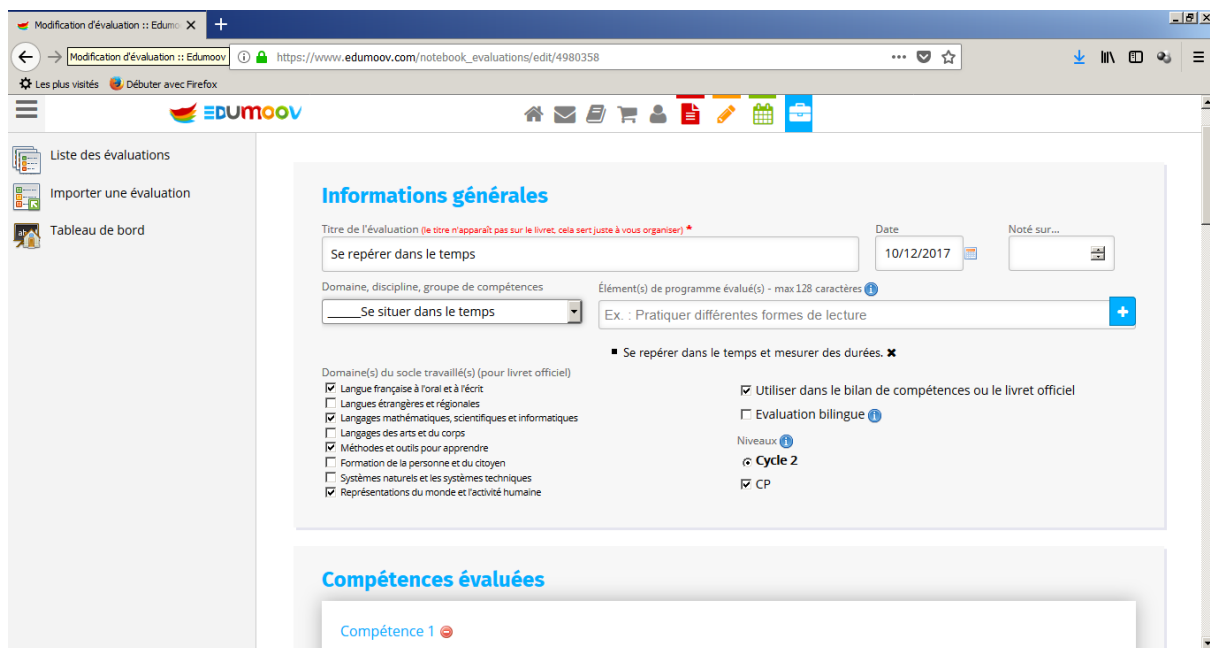 Modification d'évaluation :: Edumo
Modification d'évaluation :: Edumoov
https://www.edumoov.com/notebook_evaluations/edit/4980358
Les plus visités
Débuter avec Firefox
EDUMOOV
Liste des évaluations
Importer une évaluation
Tableau de bord
Informations générales
Titre de l'évaluation (le titre n'apparaît pas sur le livret, cela sert juste à vous organiser) *
Date
Noté sur...
Se repérer dans le temps
10/12/2017
Domaine, discipline, groupe de compétences
Élément(s) de programme évalué(s) - max 128 caractères
_____Se situer dans le temps
Ex. : Pratiquer différentes formes de lecture
Se repérer dans le temps et mesurer des durées.
Domaine(s) du socle travaillé(s) (pour livret officiel)
Langue française à l'oral et à l'écrit
Langues étrangères et régionales
Langages mathématiques, scientifiques et informatiques
Langages des arts et du corps
Méthodes et outils pour apprendre
Formation de la personne et du citoyen
Systèmes naturels et les systèmes techniques
Représentations du monde et l'activité humaine
Utiliser dans le bilan de compétences ou le livret officiel
Evaluation bilingue
Niveaux
Cycle 2
CP
Compétences évaluées
Compétence 1